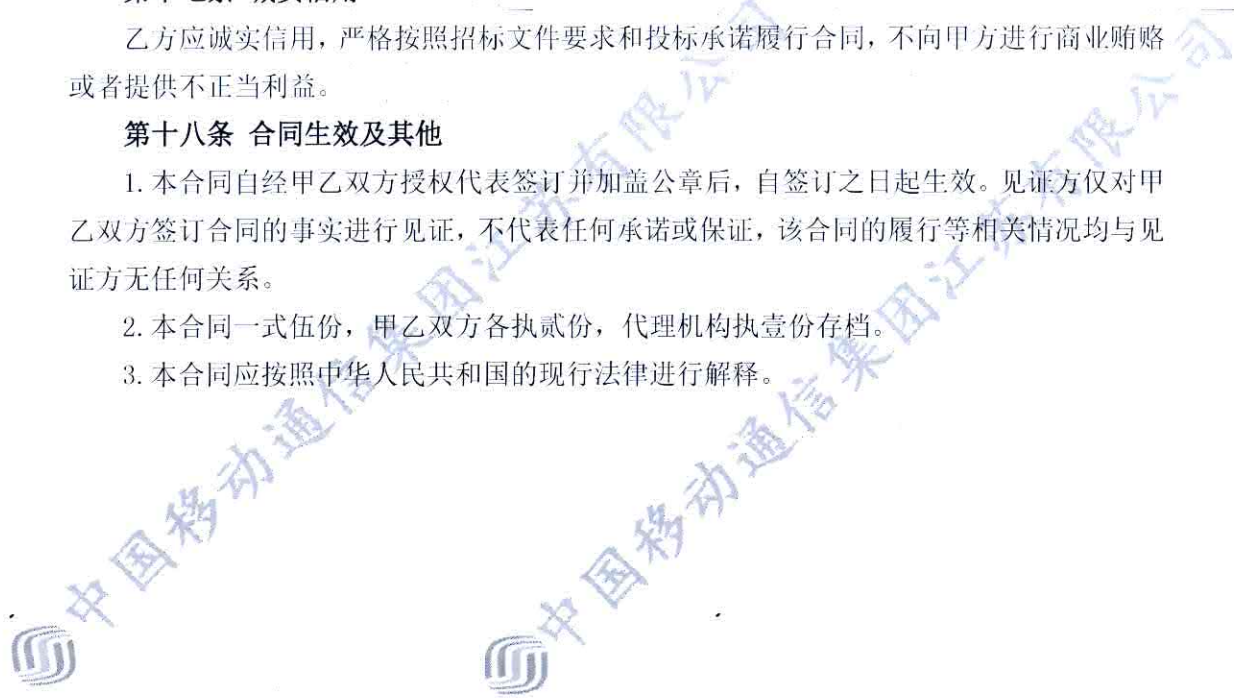 乙方应诚实信用，严格按照招标文件要求和投标承诺履行合同，不向甲方进行商业贿赂
或者提供不正当利益。
第十八条 合同生效及其他
1. 本合同自经甲乙双方授权代表签订并加盖公章后，自签订之日起生效。见证方仅对甲
乙双方签订合同的事实进行见证，不代表任何承诺或保证，该合同的履行等相关情况均与见
证方无任何关系。
2. 本合同一式伍份，甲乙双方各执贰份，代理机构执壹份存档。
3. 本合同应按照中华人民共和国的现行法律进行解释。
中国移动通信集团江苏有限公司
中国移动通信集团江苏有限公司